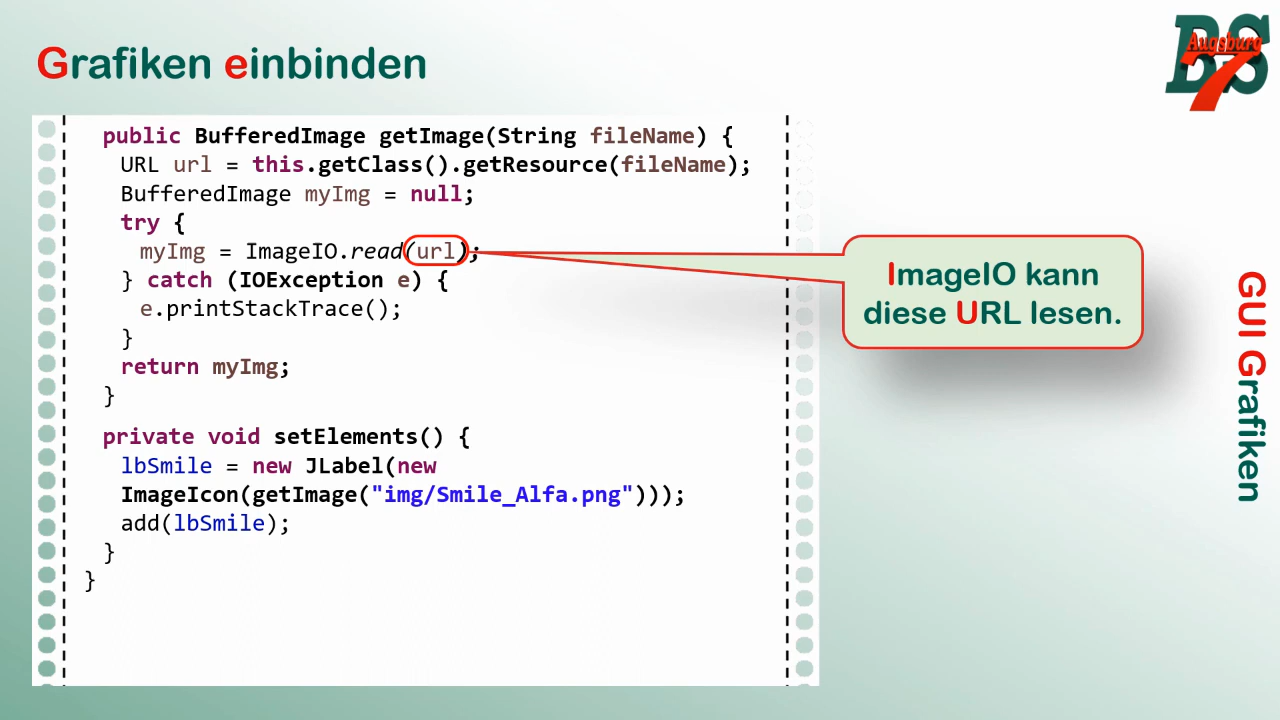 Grafiken einbinden
BS
Augsburg
7
public BufferedImage getImage(String fileName) {
URL url = this.getClass().getResource(fileName);
BufferedImage myImg = null;
try {
myImg = ImageIO.read(url);
} catch (IOException e) {
e.printStackTrace();
}
return myImg;
}
private void setElements() {
lbSmile = new JLabel(new
ImageIcon(getImage("img/Smile_Alfa.png")));
add(lbSmile);
}
}
ImageIO kann
diese URL lesen.
GUI Grafiken